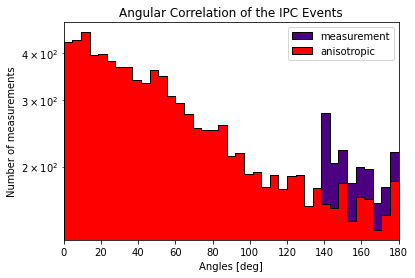 Angular Correlation of the IPC Events
measurement
anisotropic
Number of measurements
4 × 10²
3 × 10²
2 × 10²
0 20 40 60 80 100 120 140 160 180
Angles [deg]